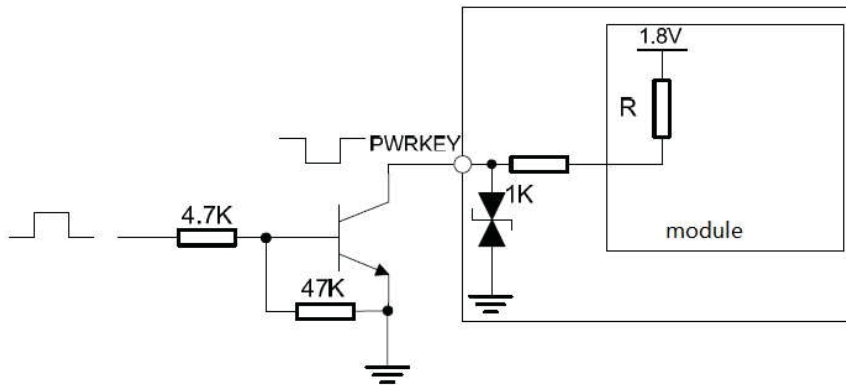 1.8V
R
PWRKEY
1K
4.7K
module
47K